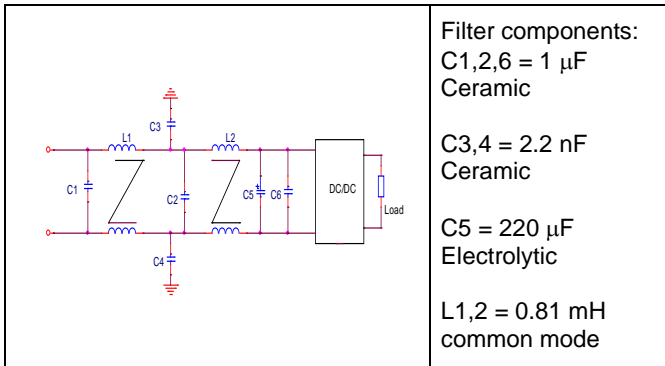 L1
C3
L2
C1
C2
C5
+
C6
DC/DC
Load
C4
Filter components:
C1,2,6 = 1 μF
Ceramic
C3,4 = 2.2 nF
Ceramic
C5 = 220 μF
Electrolytic
L1,2 = 0.81 mH
common mode